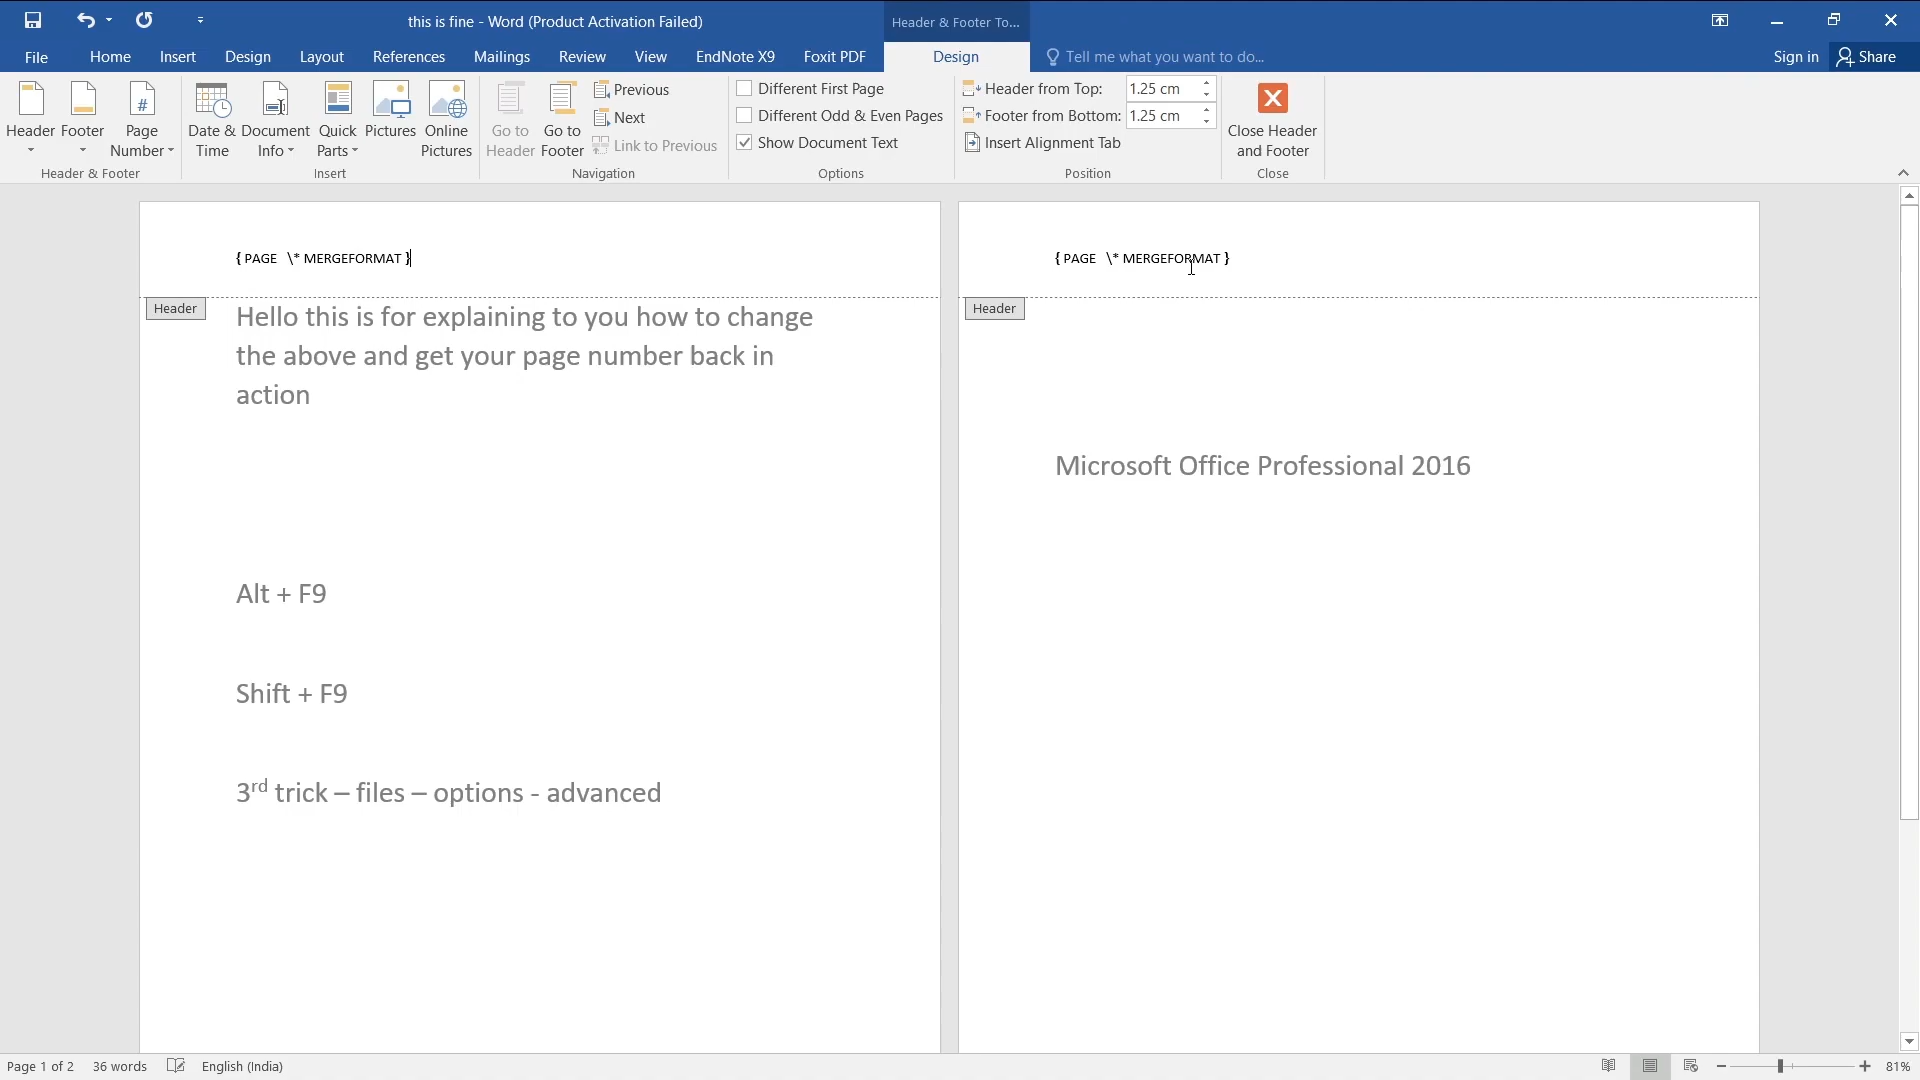 this is fine - Word (Product Activation Failed)
Header & Footer To...
File
Home
Insert
Design
Layout
References
Mailings
Review
View
EndNote X9
Foxit PDF
Design
Tell me what you want to do...
Sign in
Share
Header
Footer
Page Number
Date & Time
Document Info
Quick Parts
Pictures
Online Pictures
Go to Header
Go to Footer
Previous
Next
Link to Previous
Different First Page
Different Odd & Even Pages
Show Document Text
Header from Top: 1.25 cm
Footer from Bottom: 1.25 cm
Insert Alignment Tab
Close Header and Footer
Header & Footer
Insert
Navigation
Options
Position
Close
{ PAGE \* MERGEFORMAT }
Header
Hello this is for explaining to you how to change
the above and get your page number back in
action
Alt + F9
Shift + F9
3rd trick – files – options - advanced
{ PAGE \* MERGEFORMAT }
Header
Microsoft Office Professional 2016
Page 1 of 2
36 words
English (India)
81%